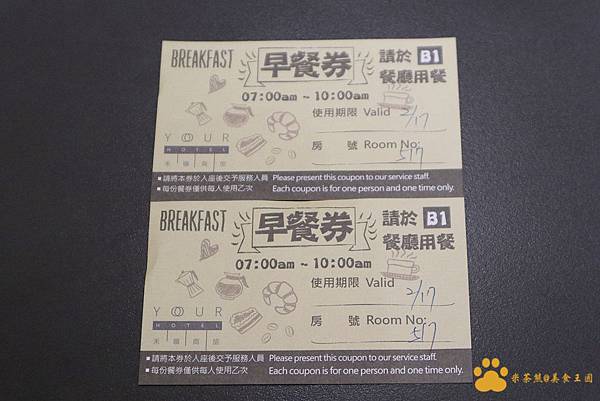 BREAKFAST
早餐券
請於 B1
餐廳用餐
07:00am ~ 10:00am
使用期限 Valid 2/17
房 號 Room No: 517
YOUR
HOTEL
■ 請將本券於人座後交予服務人員 Please present this coupon to our service staff.
■ 每份餐券僅供每人使用乙次 Each coupon is for one person and one time only.
BREAKFAST
早餐券
請於 B1
餐廳用餐
07:00am ~ 10:00am
使用期限 Valid 2/17
房 號 Room No: 517
YOUR
HOTEL
■ 請將本券於人座後交予服務人員 Please present this coupon to our service staff.
■ 每份餐券僅供每人使用乙次 Each coupon is for one person and one time only.
米茶熊@美食王國